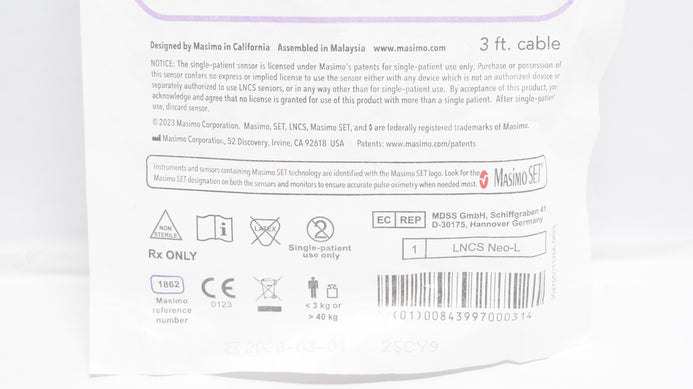 Designed by Masimo in California Assembled in Malaysia www.masimo.com 3 ft. cable
NOTICE: The single-patient sensor is licensed under Masimo's patents for single-patient use only. Purchase or possession of
this sensor confers no express or implied license to use the sensor either with any device which is not an authorized device or
separately authorized to use LNCS sensors, or in any way other than for single-patient use. By acceptance of this product, you
acknowledge and agree that no license is granted for use of this product with more than a single patient. After single-patient
use, discard sensor.
©2023 Masimo Corporation. Masimo, SET, LNCS, Masimo SET, and are federally registered trademarks of Masimo.
Masimo Corporation, 52 Discovery, Irvine, CA 92618 USA Patents: www.masimo.com/patents
Instruments and sensors containing Masimo SET technology are identified with the Masimo SET logo. Look for the
Masimo SET designation on both the sensors and monitors to ensure accurate pulse oximetry when needed most.
Masimo SET®
NON
STERILE
LATEX
2
Rx ONLY
Single-patient
use only
EC REP
MDSS GmbH, Schiffgraben 41
D-30175, Hannover Germany
1 LNCS Neo-L
1862
Masimo
reference
number
CE
0123
< 3 kg or
> 40 kg
(01)00843997000314
25CY9